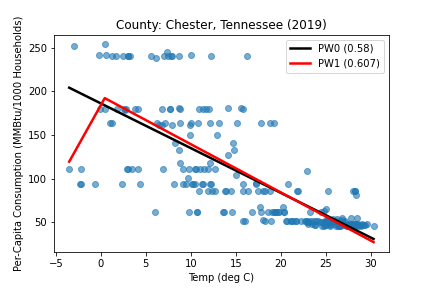 County: Chester, Tennessee (2019)
Per-Capita Consumption (MMBtu/1000 Households)
250
200
150
100
50
PW0 (0.58)
PW1 (0.607)
−5 0 5 10 15 20 25 30
Temp (deg C)